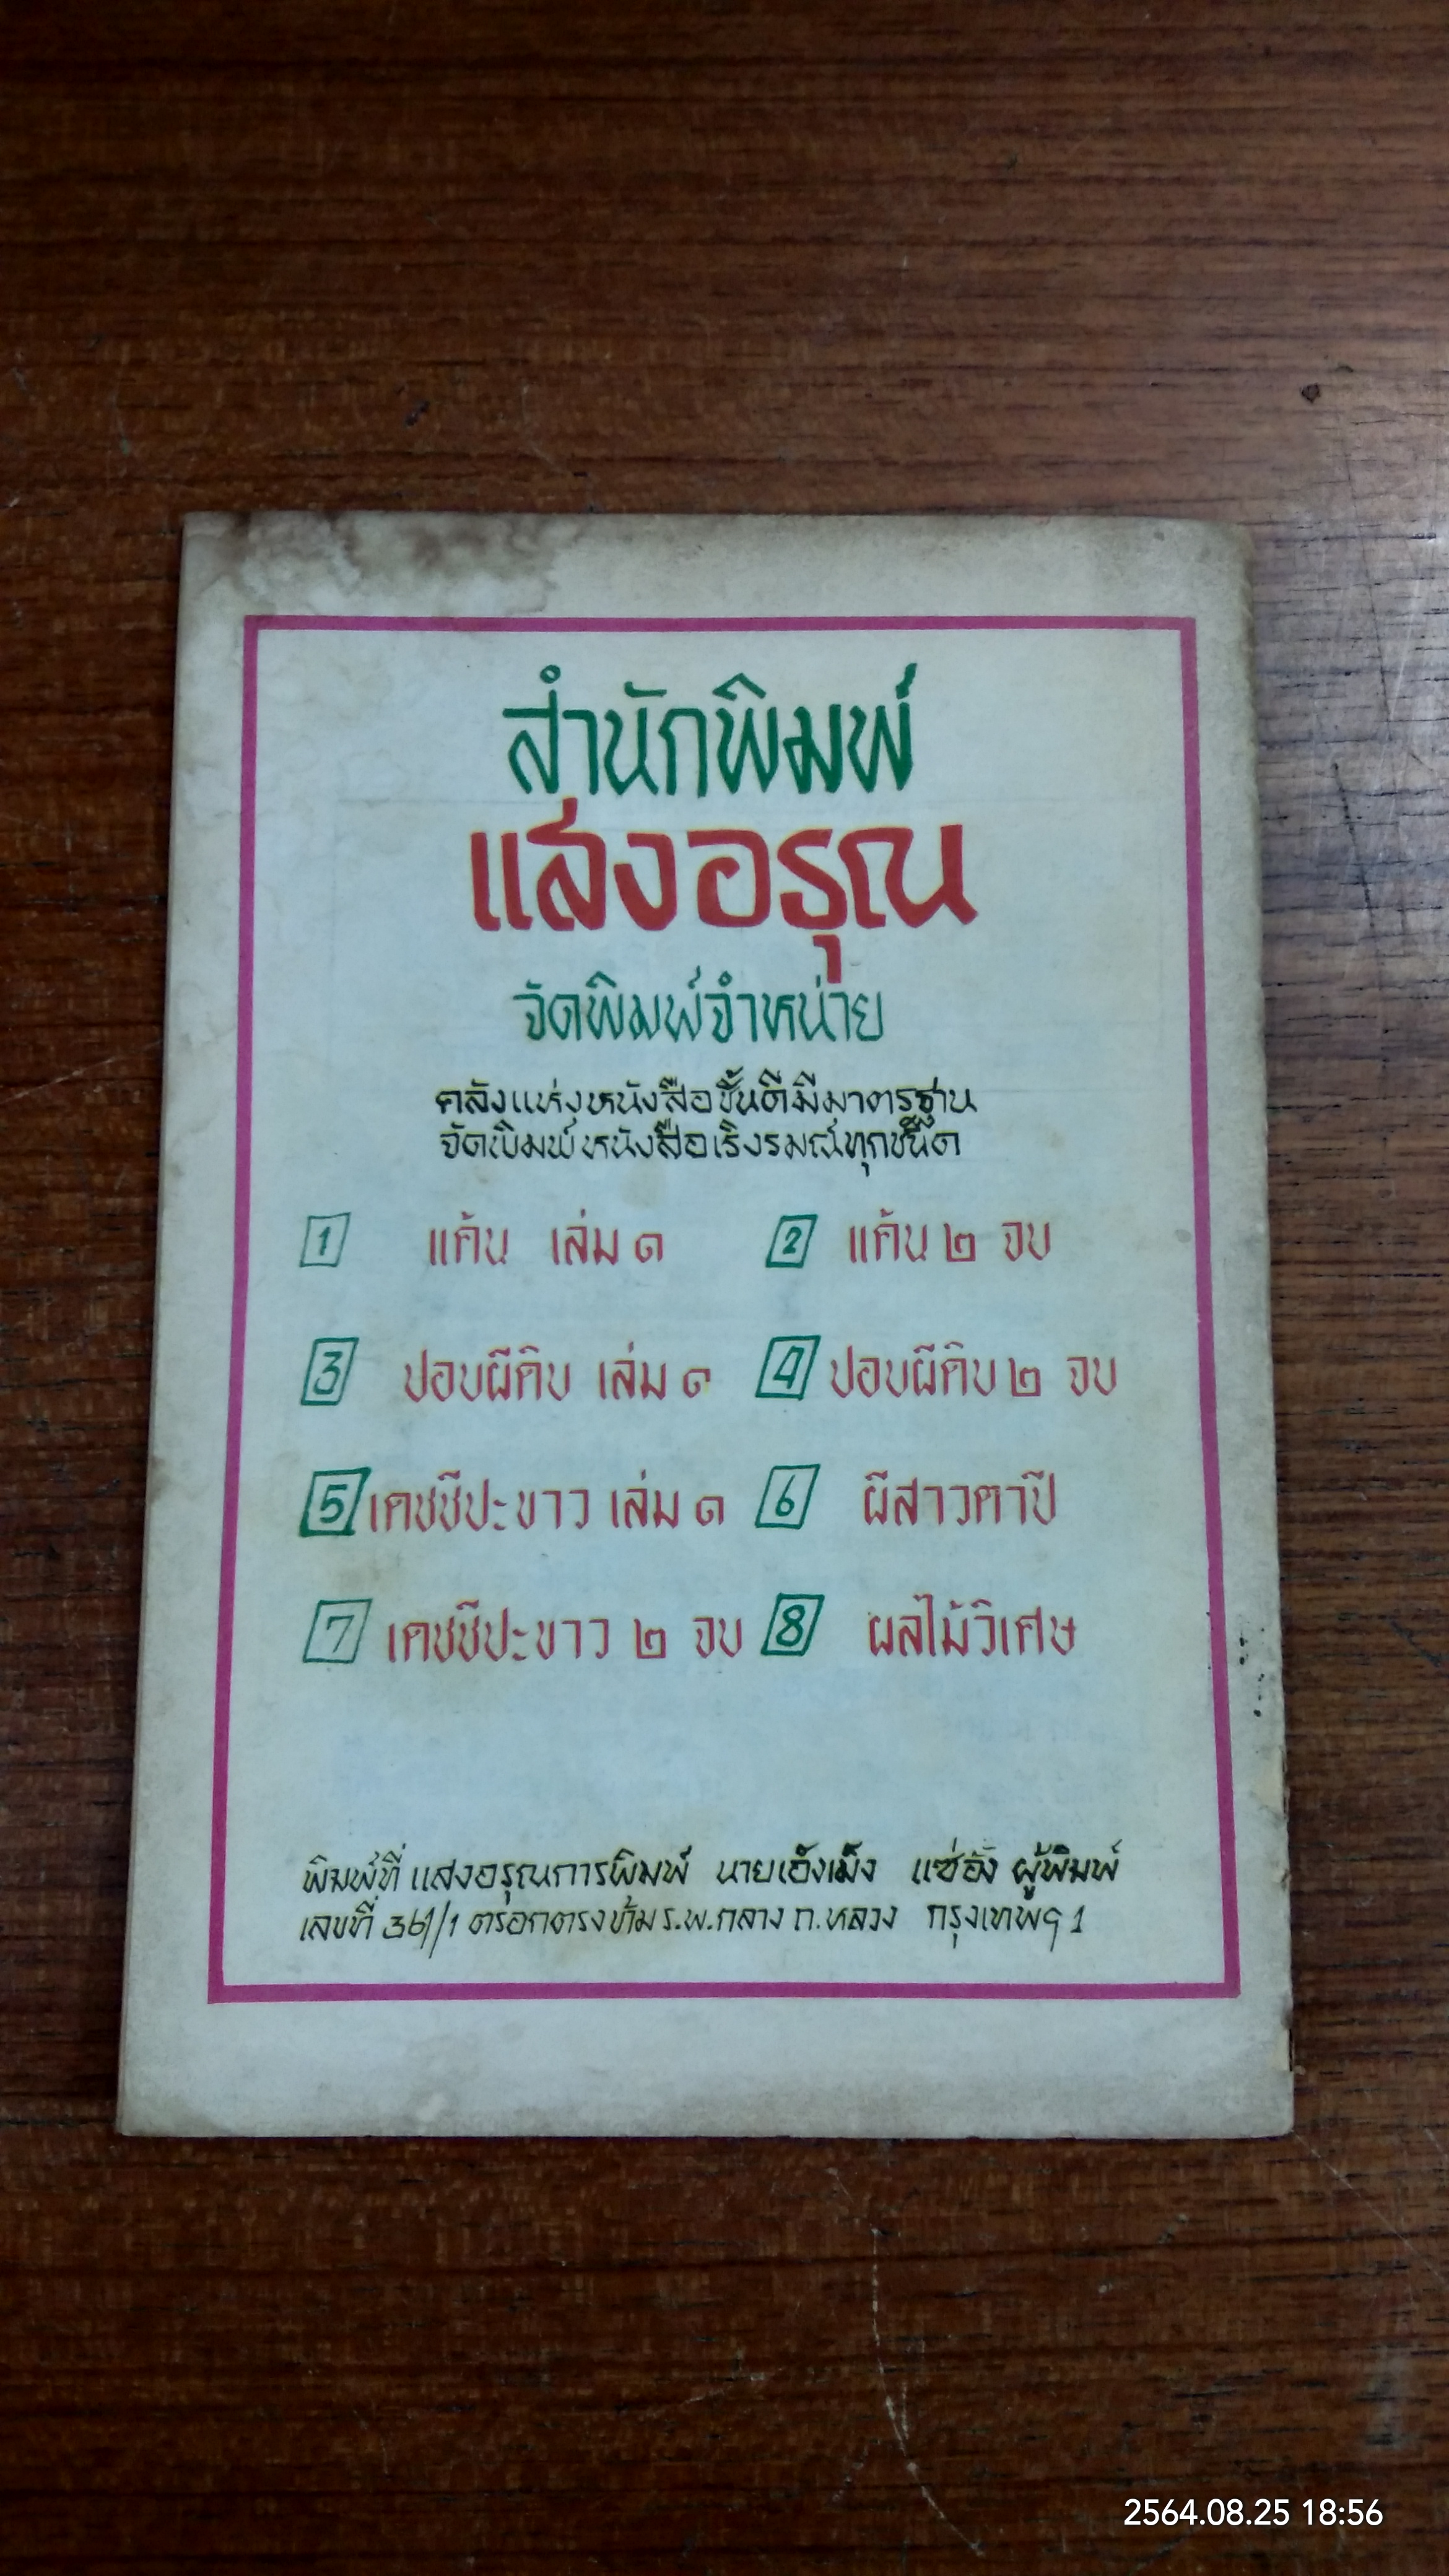 สำนักพิมพ์
แสงอรุณ
จัดพิมพ์จำหน่าย
คลังแห่งหนังสือชั้นดีมีมาตรฐาน
จัดพิมพ์หนังสือเริงรมณ์ทุกชนิด
1 แค้น เล่ม ๑ 2 แค้น ๒ จบ
3 ปอบผีดิบ เล่ม ๑ 4 ปอบผีดิบ ๒ จบ
5 เดชชีปะขาว เล่ม ๑ 6 ผีสาวตาปี
7 เดชชีปะขาว ๒ จบ 8 ผลไม้วิเศษ
พิมพ์ที่ แสงอรุณการพิมพ์ นายเอ็งเม็ง แซ่อั้ง ผู้พิมพ์
เลขที่ 361/1 ตรอกตรงข้าม ร.พ.กลาง ถ.หลวง กรุงเทพฯ 1
2564.08.25 18:56